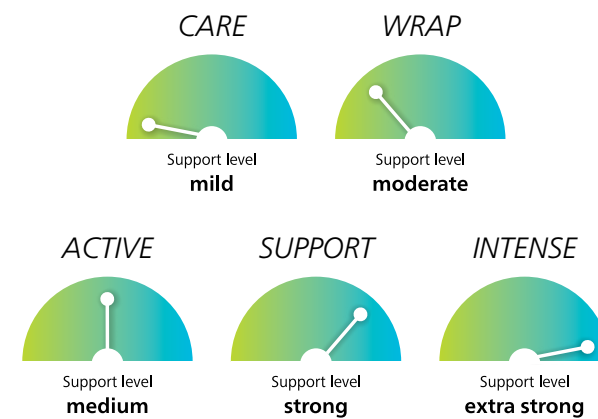 CARE
Support level
mild
WRAP
Support level
moderate
ACTIVE
Support level
medium
SUPPORT
Support level
strong
INTENSE
Support level
extra strong